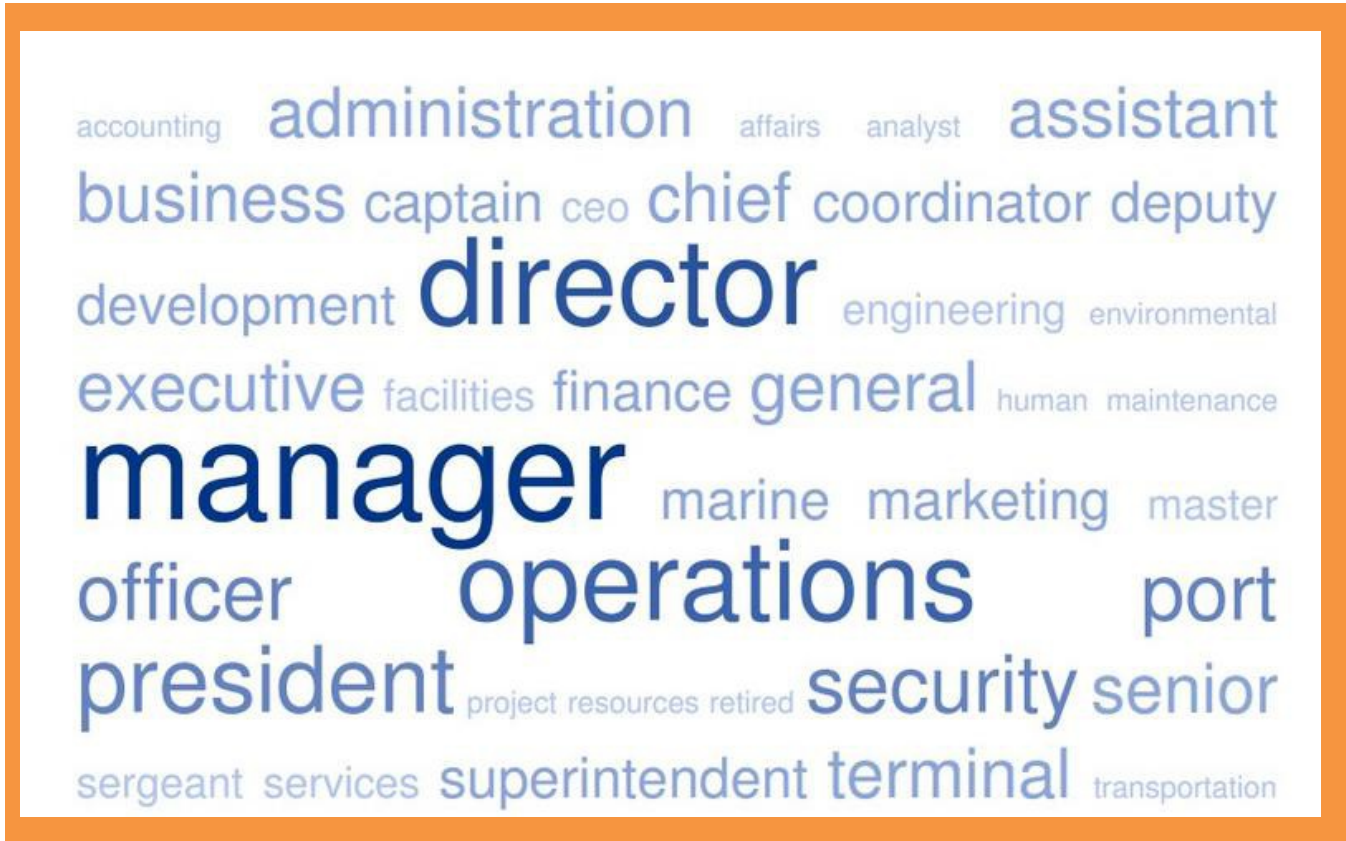 accounting administration affairs analyst assistant
business captain ceo chief coordinator deputy
development director engineering environmental
executive facilities finance general human maintenance
manager marine marketing master
officer operations port
president project resources retired security senior
sergeant services superintendent terminal transportation